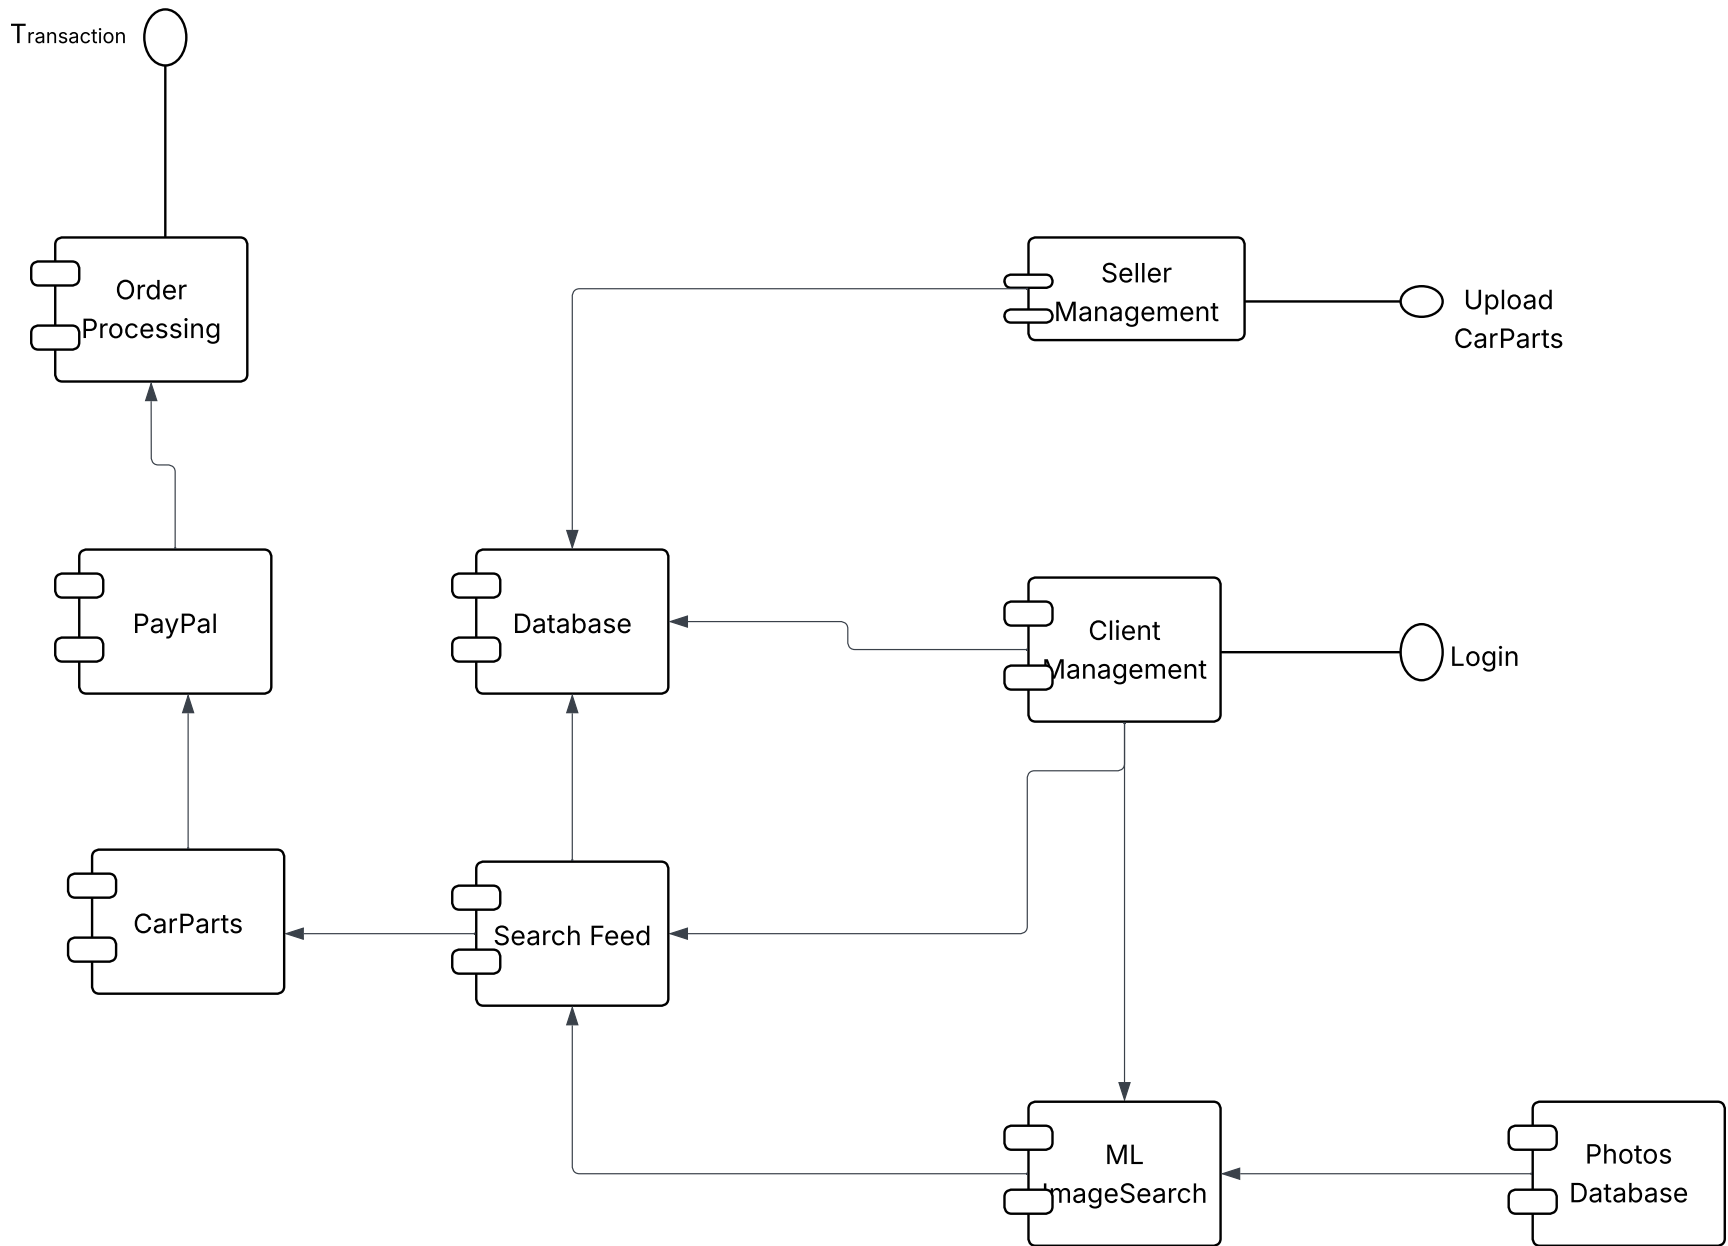 Transaction
Order
Processing
Seller
Management
Upload
CarParts
PayPal
Database
Client
Management
Login
CarParts
Search Feed
ML
ImageSearch
Photos
Database